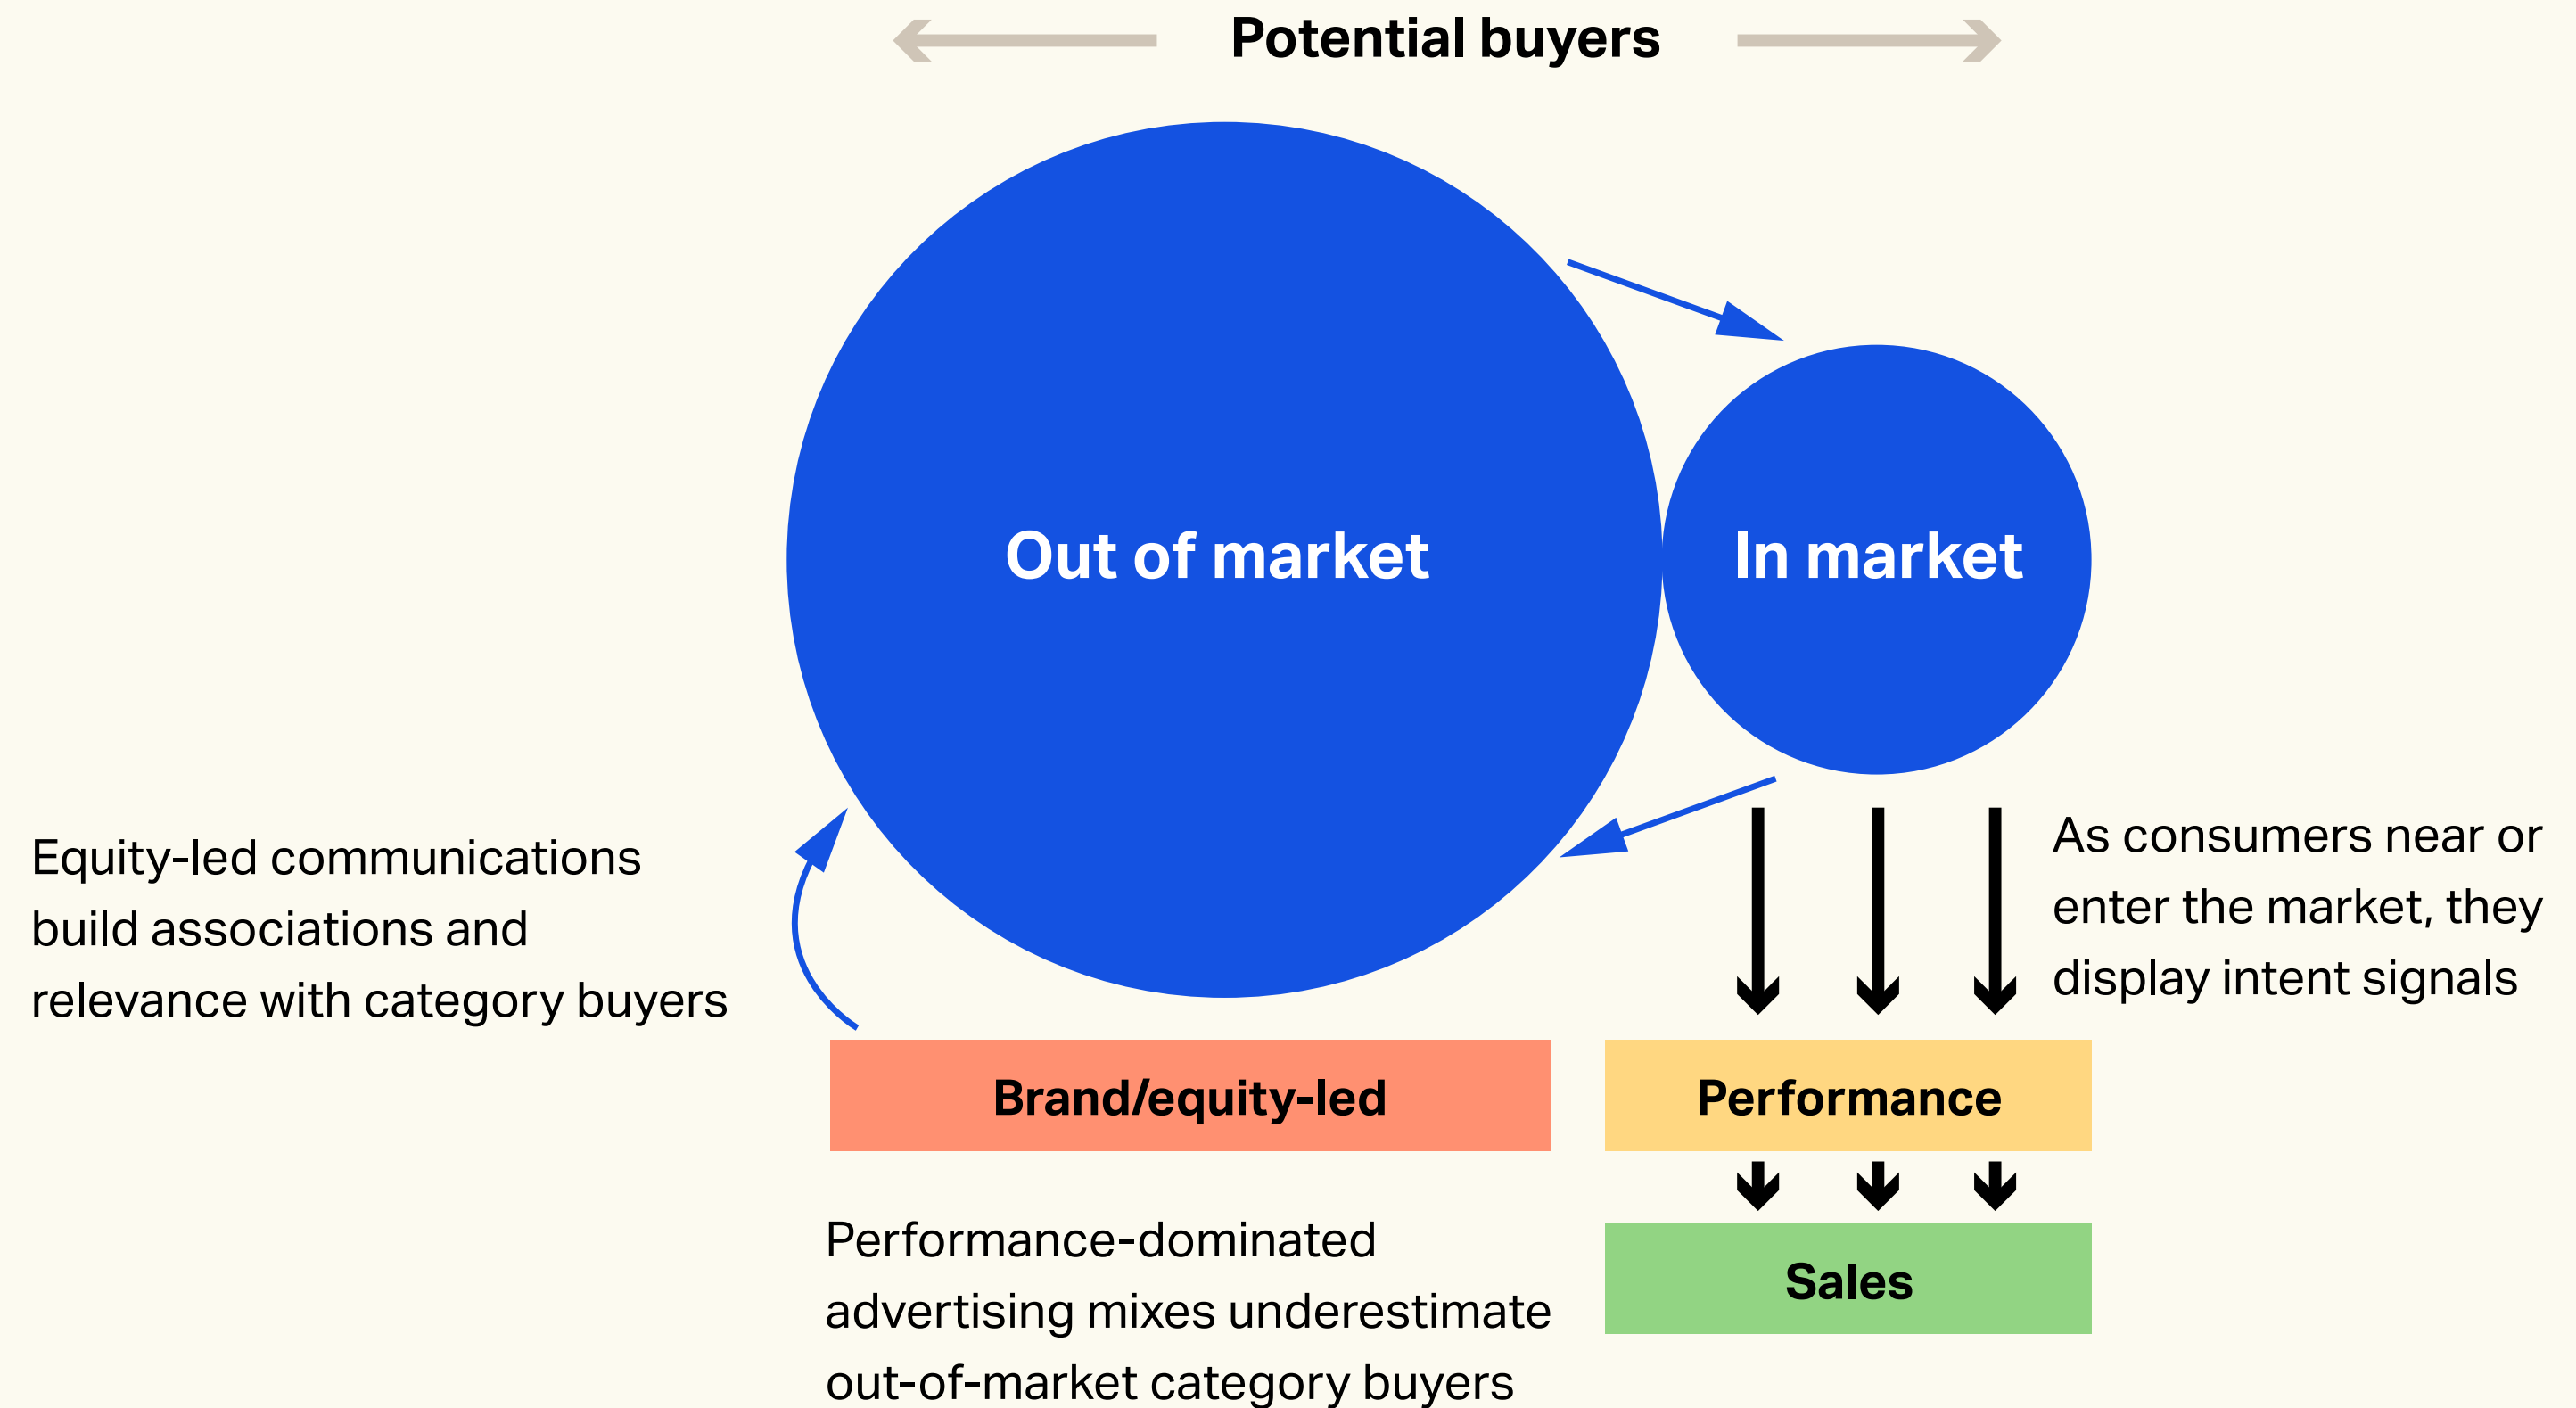 Potential buyers
Out of market
In market
Equity-led communications
build associations and
relevance with category buyers
As consumers near or
enter the market, they
display intent signals
Brand/equity-led
Performance
Performance-dominated
advertising mixes underestimate
out-of-market category buyers
Sales